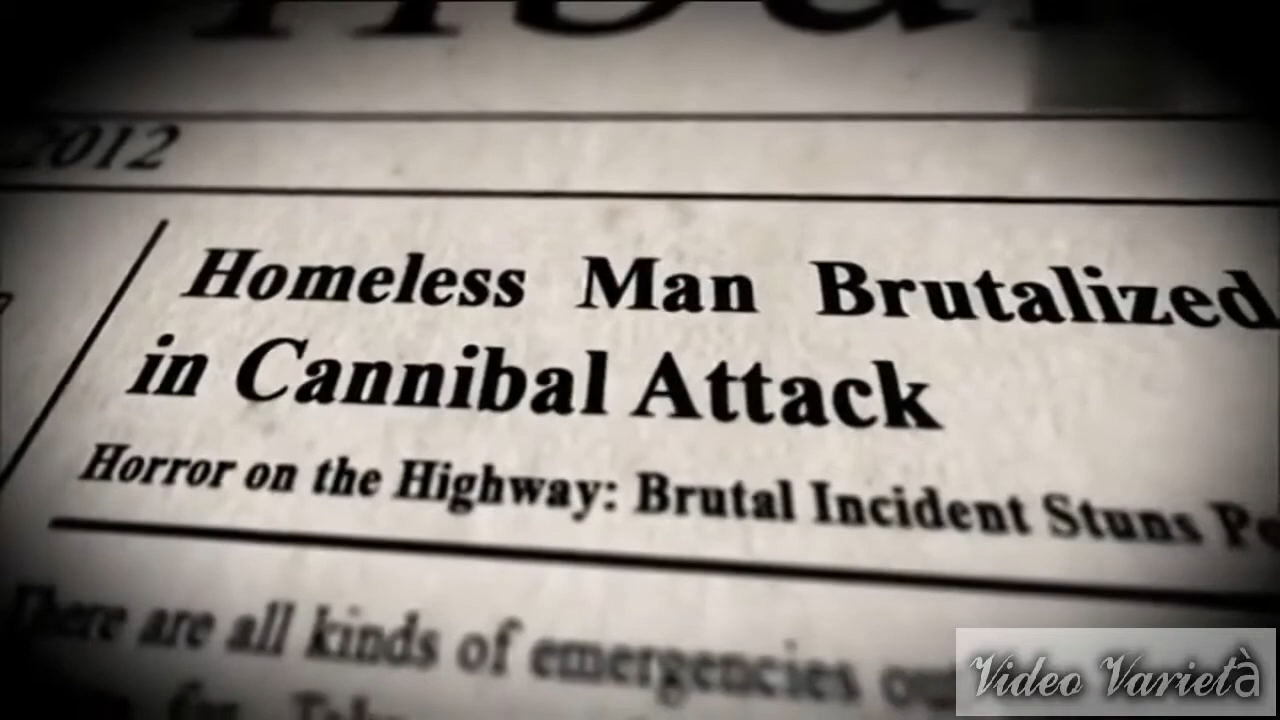 2012
Homeless Man Brutalized
in Cannibal Attack
Horror on the Highway: Brutal Incident Stuns
There are all kinds of emergencies
for.
Video Varietà